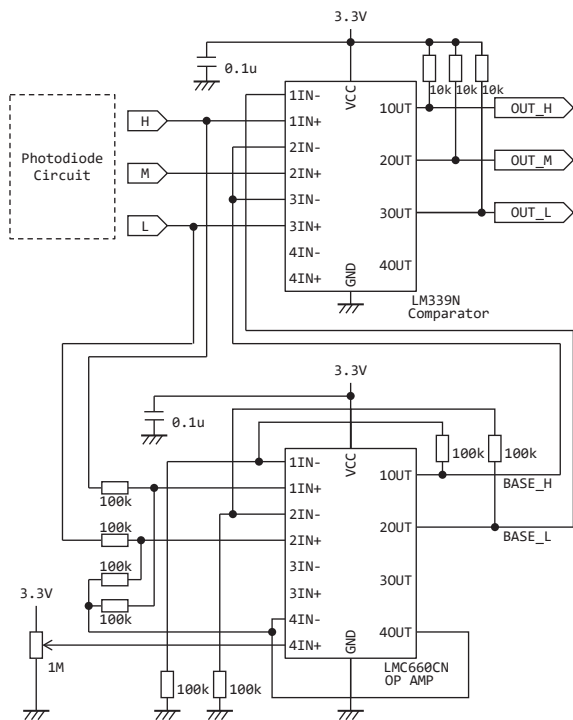 3.3V
0.1u
10k 10k 10k
VCC
1IN-
1IN+
2IN-
2IN+
3IN-
3IN+
4IN-
4IN+
1OUT
2OUT
3OUT
4OUT
GND
OUT_H
OUT_M
OUT_L
H
M
L
Photodiode
Circuit
LM339N
Comparator
3.3V
0.1u
VCC
100k 100k
1IN-
1IN+
2IN-
2IN+
3IN-
3IN+
4IN-
4IN+
1OUT
2OUT
3OUT
4OUT
GND
BASE_H
BASE_L
100k
100k
100k
100k
3.3V
1M
100k 100k
LMC660CN
OP AMP